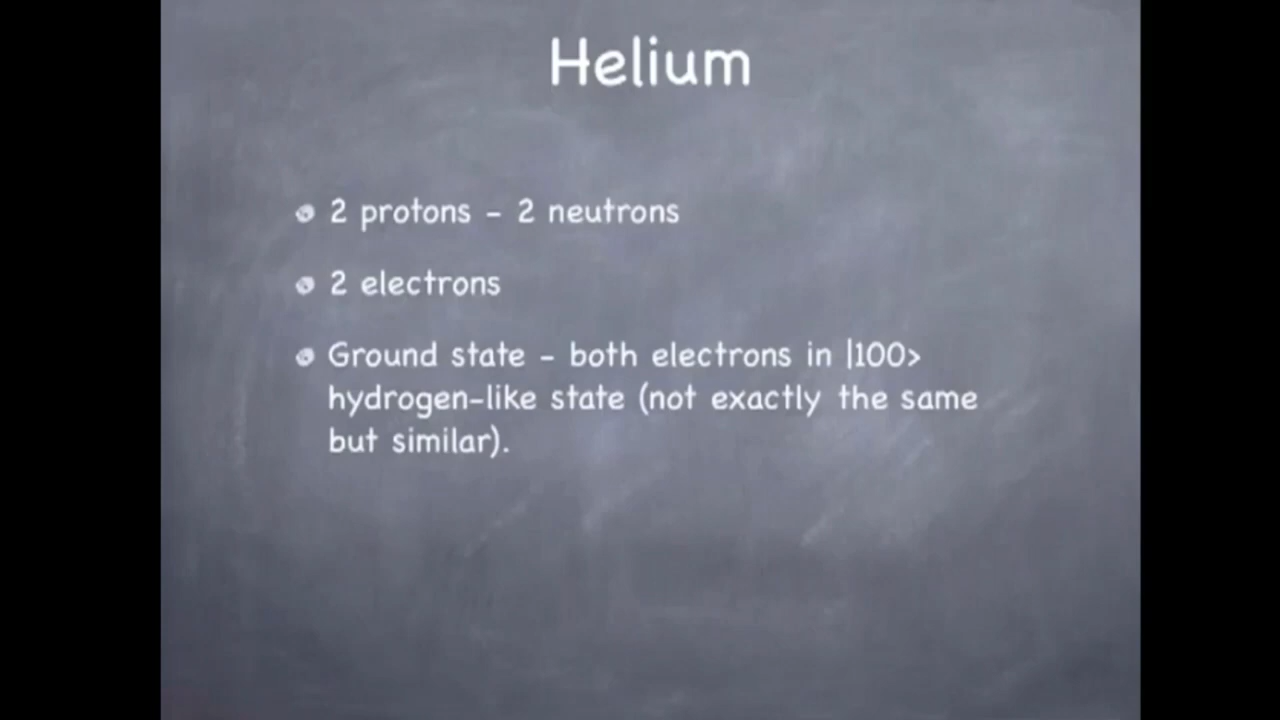 Helium
2 protons - 2 neutrons
2 electrons
Ground state - both electrons in |100>
hydrogen-like state (not exactly the same
but similar).